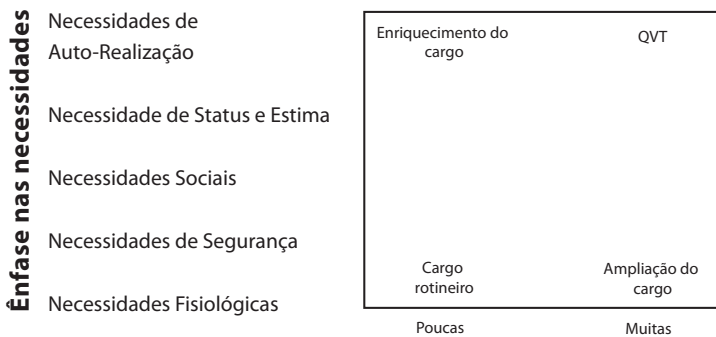 Ênfase nas necessidades
Necessidades de
Auto-Realização
Necessidade de Status e Estima
Necessidades Sociais
Necessidades de Segurança
Necessidades Fisiológicas
Enriquecimento do
cargo
QVT
Cargo
rotineiro
Ampliação do
cargo
Poucas
Muitas